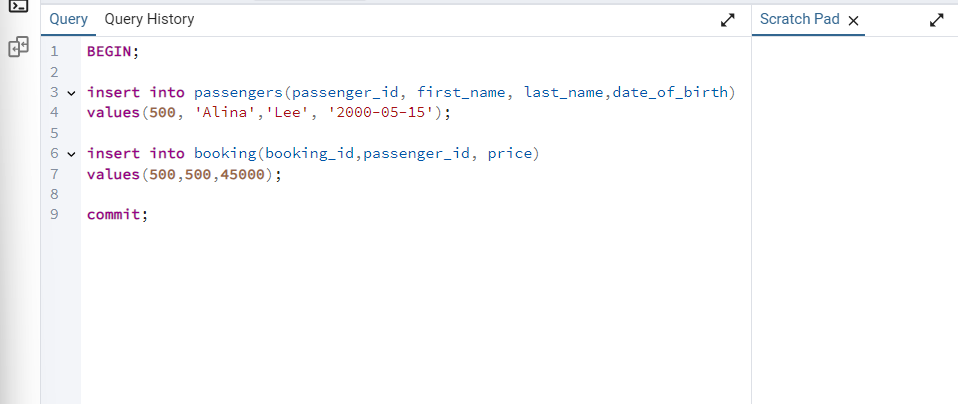 Query Query History Scratch Pad
1 BEGIN;
2
3 insert into passengers(passenger_id, first_name, last_name,date_of_birth)
4 values(500, 'Alina','Lee', '2000-05-15');
5
6 insert into booking(booking_id,passenger_id, price)
7 values(500,500,45000);
8
9 commit;